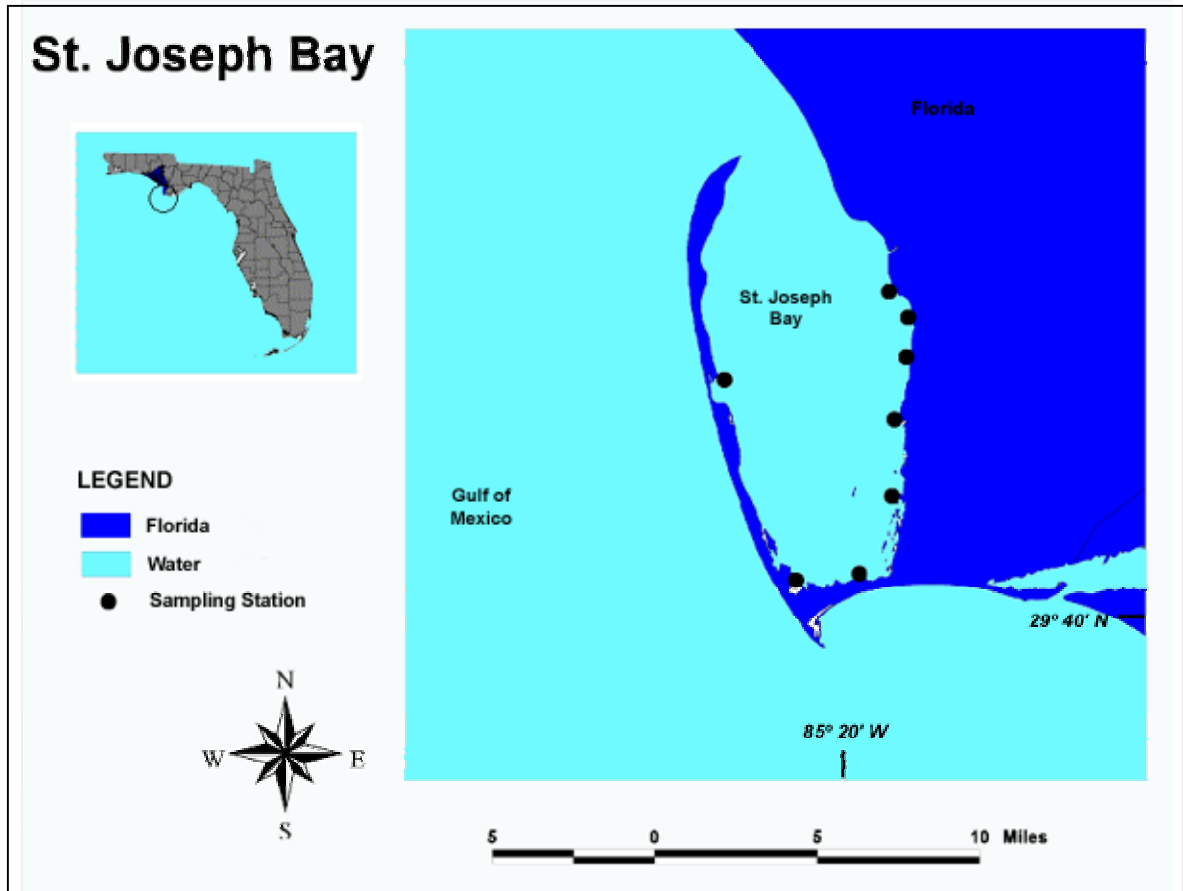 St. Joseph Bay
Florida
St. Joseph
Bay
Gulf of
Mexico
LEGEND
Florida
Water
Sampling Station
29° 40' N
85° 20' W
N
W
E
S
5 0 5 10 Miles